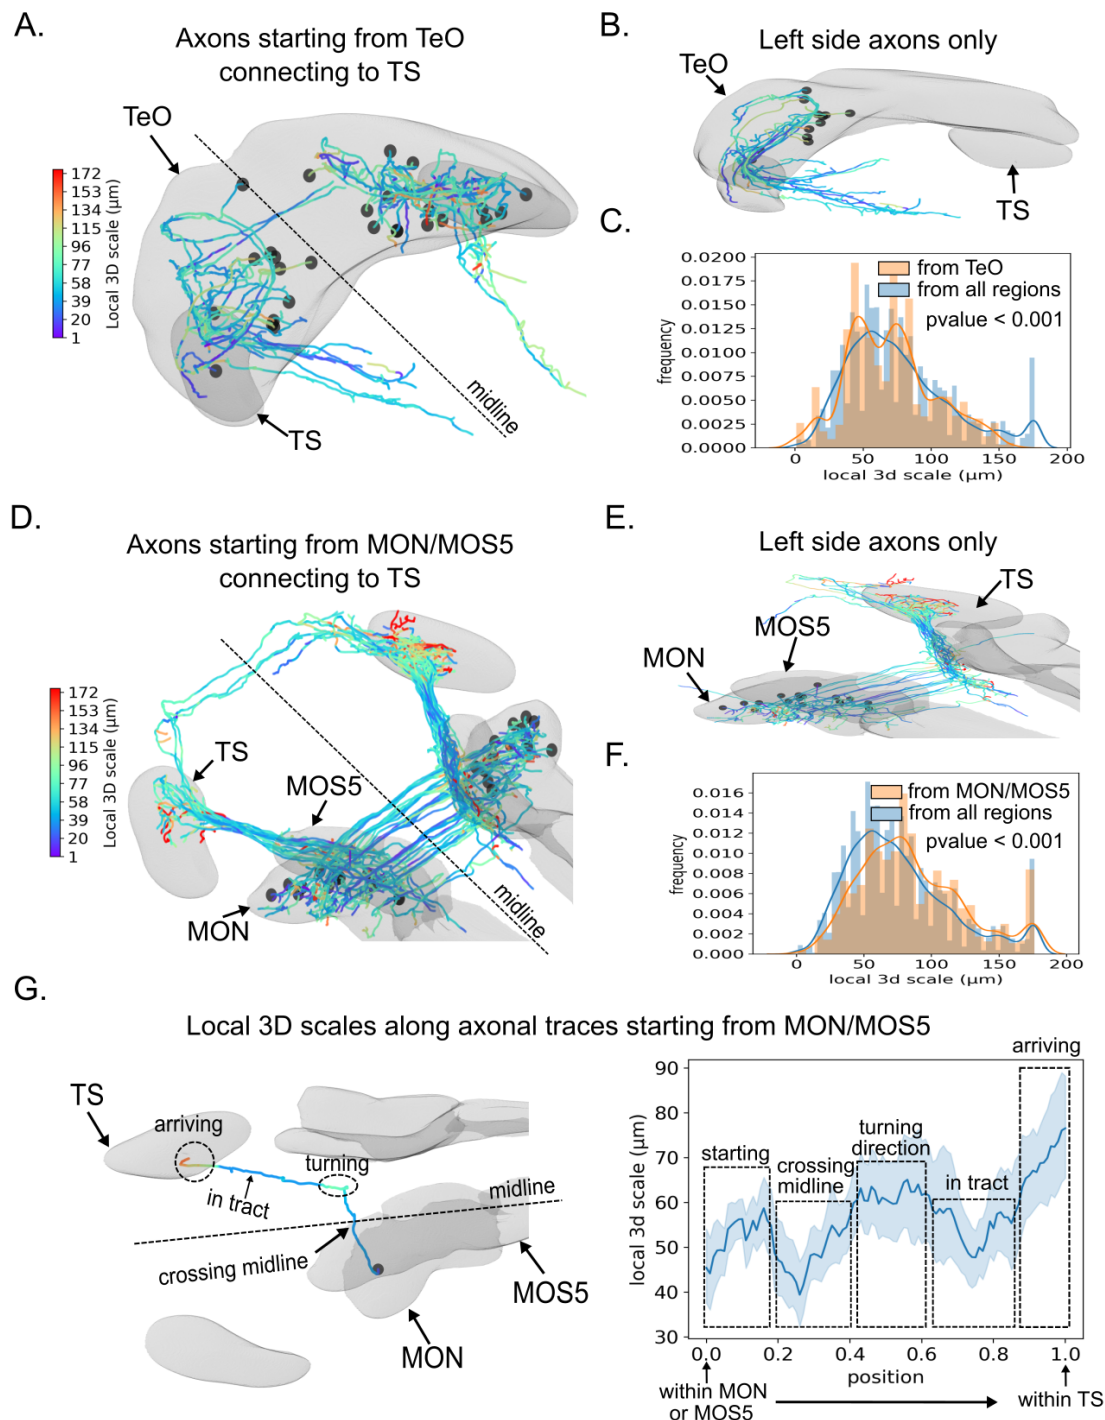 A.
Axons starting from TeO
connecting to TS
TeO
172
153
134
115
96
77
58
39
20
1
Local 3D scale (μm)
midline
TS
B.
Left side axons only
TeO
TS
C.
0.0200
0.0175
0.0150
0.0125
0.0100
0.0075
0.0050
0.0025
0.0000
frequency
from TeO
from all regions
pvalue < 0.001
0 50 100 150 200
local 3d scale (μm)
D.
Axons starting from MON/MOS5
connecting to TS
172
153
134
115
96
77
58
39
20
1
Local 3D scale (μm)
TS
MOS5
MON
midline
E.
Left side axons only
TS
MOS5
MON
F.
0.016
0.014
0.012
0.010
0.008
0.006
0.004
0.002
0.000
frequency
from MON/MOS5
from all regions
pvalue < 0.001
0 50 100 150 200
local 3d scale (μm)
G.
Local 3D scales along axonal traces starting from MON/MOS5
TS
arriving
in tract
turning
midline
crossing midline
MOS5
MON
90
80
70
60
50
40
30
local 3d scale (μm)
starting
crossing
midline
turning
direction
in tract
arriving
0.0 0.2 0.4 0.6 0.8 1.0
position
within MON
or MOS5
within TS